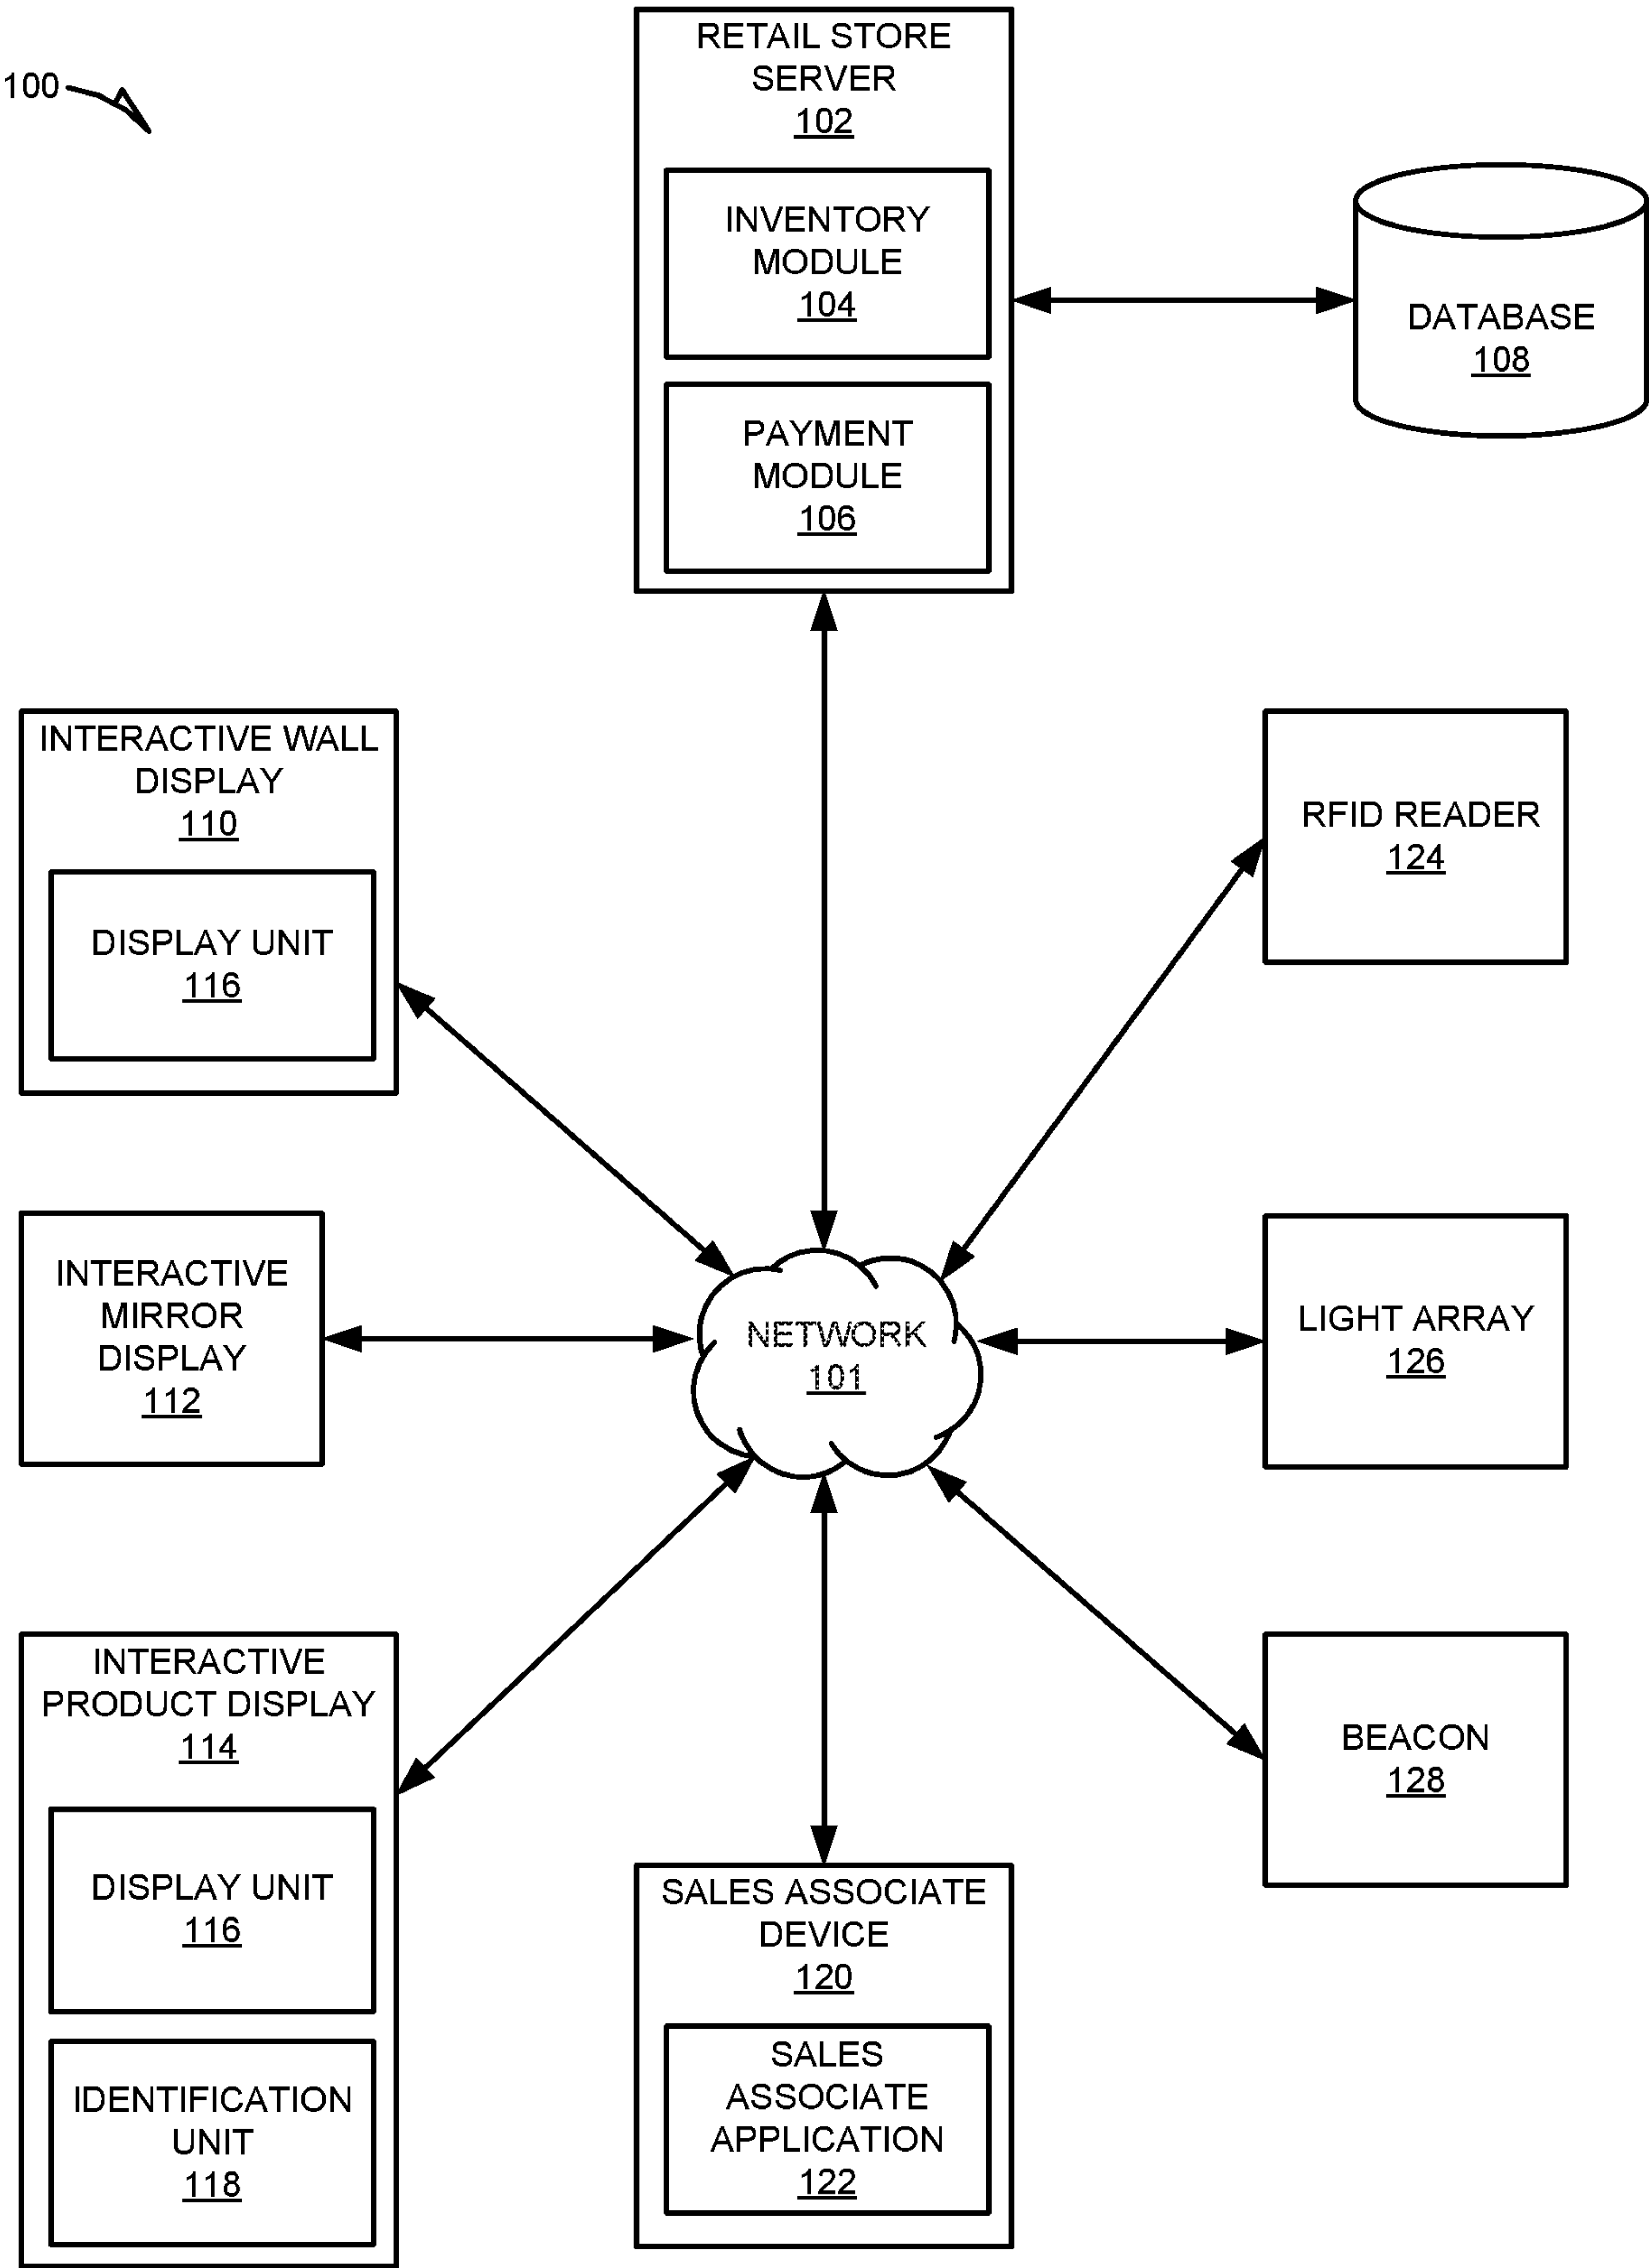 100
RETAIL STORE
SERVER
102
INVENTORY
MODULE
104
PAYMENT
MODULE
106
DATABASE
108
INTERACTIVE WALL
DISPLAY
110
DISPLAY UNIT
116
RFID READER
124
INTERACTIVE
MIRROR
DISPLAY
112
NETWORK
101
LIGHT ARRAY
126
INTERACTIVE
PRODUCT DISPLAY
114
DISPLAY UNIT
116
IDENTIFICATION
UNIT
118
SALES ASSOCIATE
DEVICE
120
SALES
ASSOCIATE
APPLICATION
122
BEACON
128